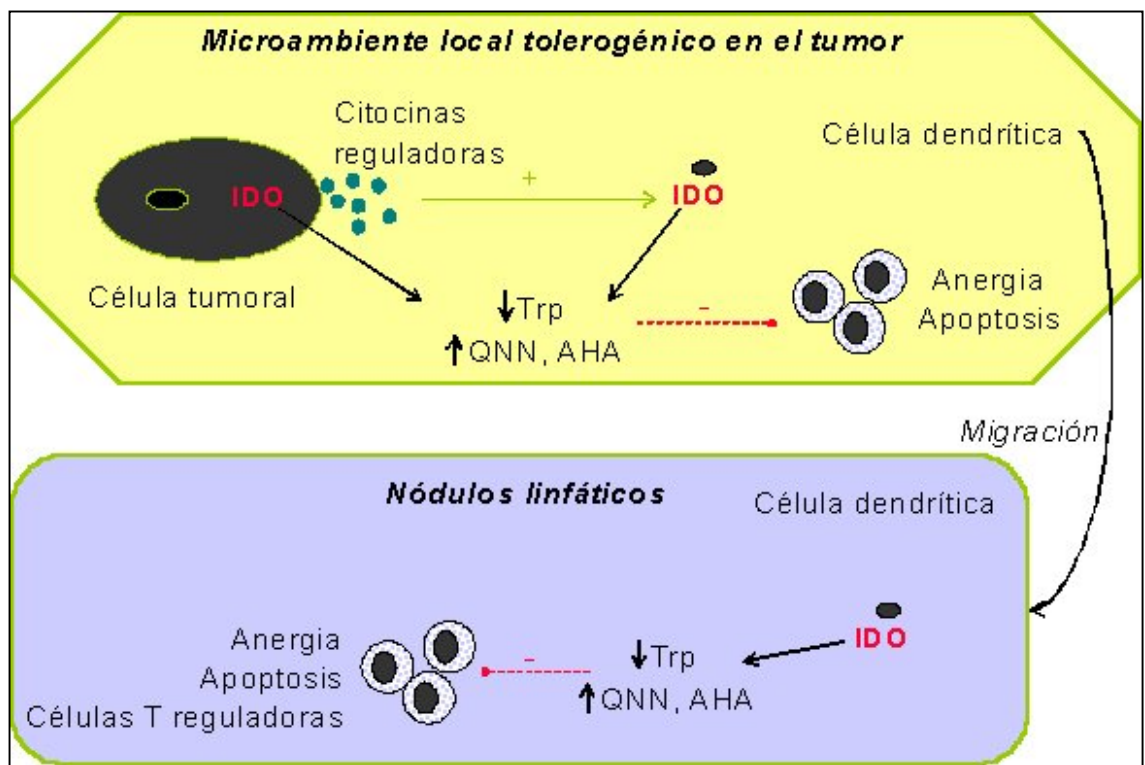 Microambiente local tolerogénico en el tumor
Citocinas
reguladoras
Célula dendrítica
+
IDO
IDO
Célula tumoral
↓Trp
↑QNN, AHA
–
Anergia
Apoptosis
Migración
Nódulos linfáticos
Célula dendrítica
IDO
Anergia
Apoptosis
Células T reguladoras
–
↓Trp
↑QNN, AHA